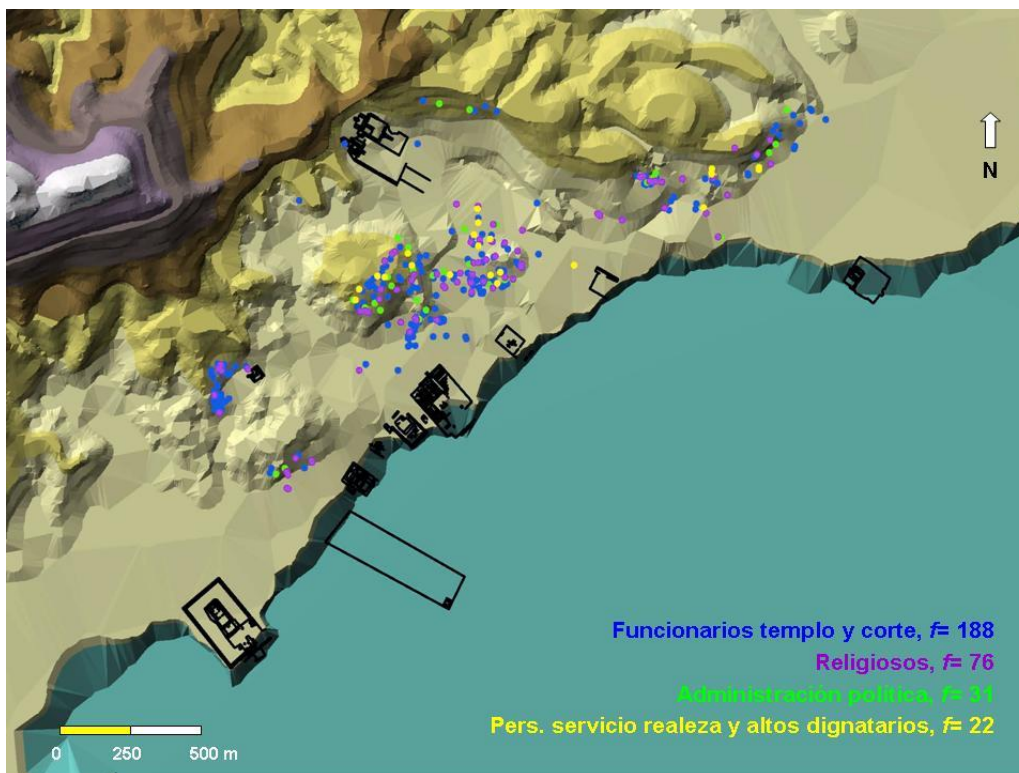 N
Funcionarios templo y corte, f= 188
Religiosos, f= 76
Administración política, f= 31
Pers. servicio realeza y altos dignatarios, f= 22
0 250 500 m